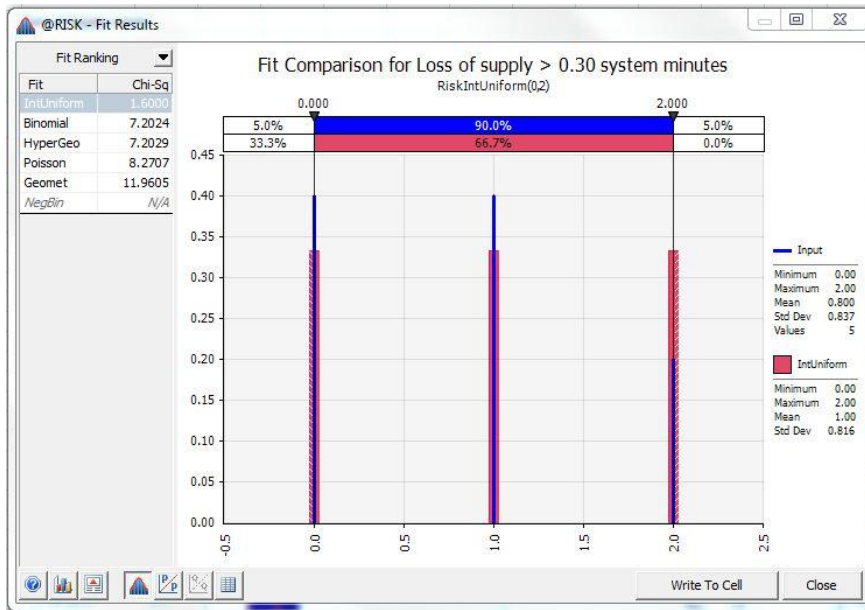 @RISK - Fit Results
Fit Ranking
Fit Chi-Sq
IntUniform 1.6000
Binomial 7.2024
HyperGeo 7.2029
Poisson 8.2707
Geomet 11.9605
NegBin N/A
Fit Comparison for Loss of supply > 0.30 system minutes
RiskIntUniform(0,2)
0.000 2.000
5.0% 90.0% 5.0%
33.3% 66.7% 0.0%
0.45
0.40
0.35
0.30
0.25
0.20
0.15
0.10
0.05
0.00
-0.5 0.0 0.5 1.0 1.5 2.0 2.5
Input
Minimum 0.00
Maximum 2.00
Mean 0.800
Std Dev 0.837
Values 5
IntUniform
Minimum 0.00
Maximum 2.00
Mean 1.00
Std Dev 0.816
P/P
Write To Cell
Close